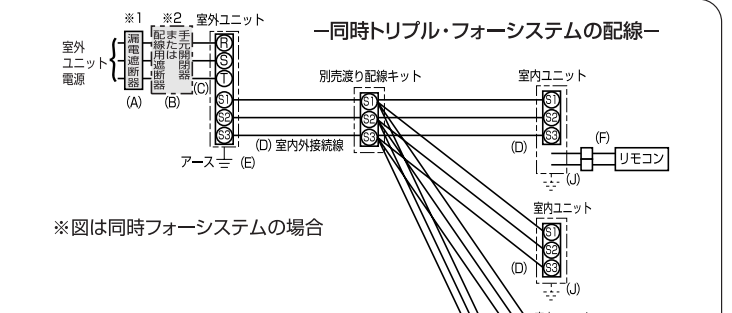 －同時トリプル・フォーシステムの配線－
※1
※2
室外ユニット
室外
ユニット
電源
漏電遮断器
配線用遮断器
または
手元開閉器
(A)
(B)
(C)
R
S
T
S1
S2
S3
アース
(E)
(D) 室内外接続線
別売渡り配線キット
S1
S2
S3
室内ユニット
S1
S2
S3
(D)
(F)
リモコン
(J)
※図は同時フォーシステムの場合
室内ユニット
S1
S2
S3
(D)
(J)